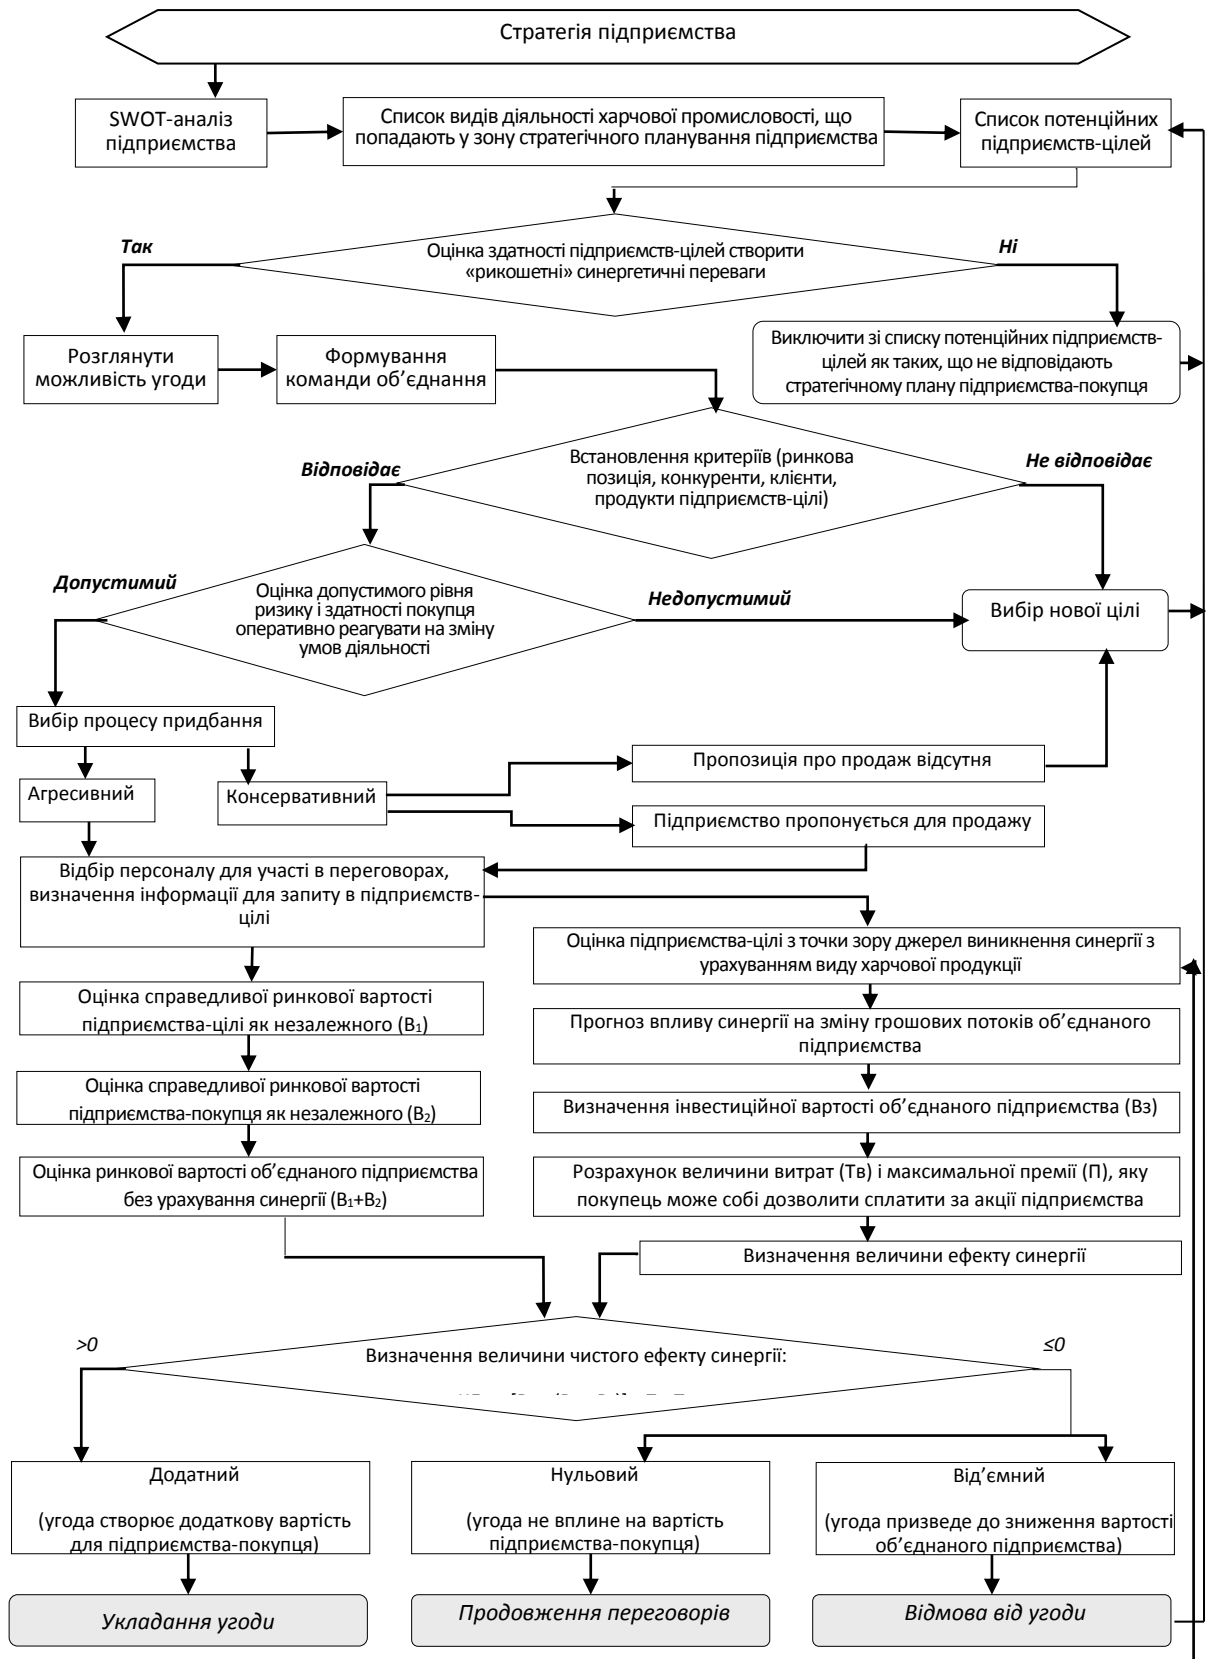 Стратегія підприємства
SWOT-аналіз
підприємства
Список видів діяльності харчової промисловості, що
попадають у зону стратегічного планування підприємства
Список потенційних
підприємств-цілей
Так
Оцінка здатності підприємств-цілей створити
«рикошетні» синергетичні переваги
Ні
Розглянути
можливість угоди
Формування
команди об’єднання
Виключити зі списку потенційних підприємств-
цілей як таких, що не відповідають
стратегічному плану підприємства-покупця
Відповідає
Встановлення критеріїв (ринкова
позиція, конкуренти, клієнти,
продукти підприємств-цілі)
Не відповідає
Допустимий
Оцінка допустимого рівня
ризику і здатності покупця
оперативно реагувати на зміну
умов діяльності
Недопустимий
Вибір нової цілі
Вибір процесу придбання
Агресивний
Консервативний
Пропозиція про продаж відсутня
Підприємство пропонується для продажу
Відбір персоналу для участі в переговорах,
визначення інформації для запиту в підприємств-
цілі
Оцінка підприємства-цілі з точки зору джерел виникнення синергії з
урахуванням виду харчової продукції
Оцінка справедливої ринкової вартості
підприємства-цілі як незалежного (В₁)
Прогноз впливу синергії на зміну грошових потоків об’єднаного
підприємства
Оцінка справедливої ринкової вартості
підприємства-покупця як незалежного (В₂)
Визначення інвестиційної вартості об’єднаного підприємства (Вз)
Оцінка ринкової вартості об’єднаного підприємства
без урахування синергії (В₁+В₂)
Розрахунок величини витрат (Тв) і максимальної премії (П), яку
покупець може собі дозволити сплатити за акції підприємства
Визначення величини ефекту синергії
>0
Визначення величини чистого ефекту синергії:
≤0
Додатний
(угода створює додаткову вартість
для підприємства-покупця)
Нульовий
(угода не вплине на вартість
підприємства-покупця)
Від’ємний
(угода призведе до зниження вартості
об’єднаного підприємства)
Укладання угоди
Продовження переговорів
Відмова від угоди